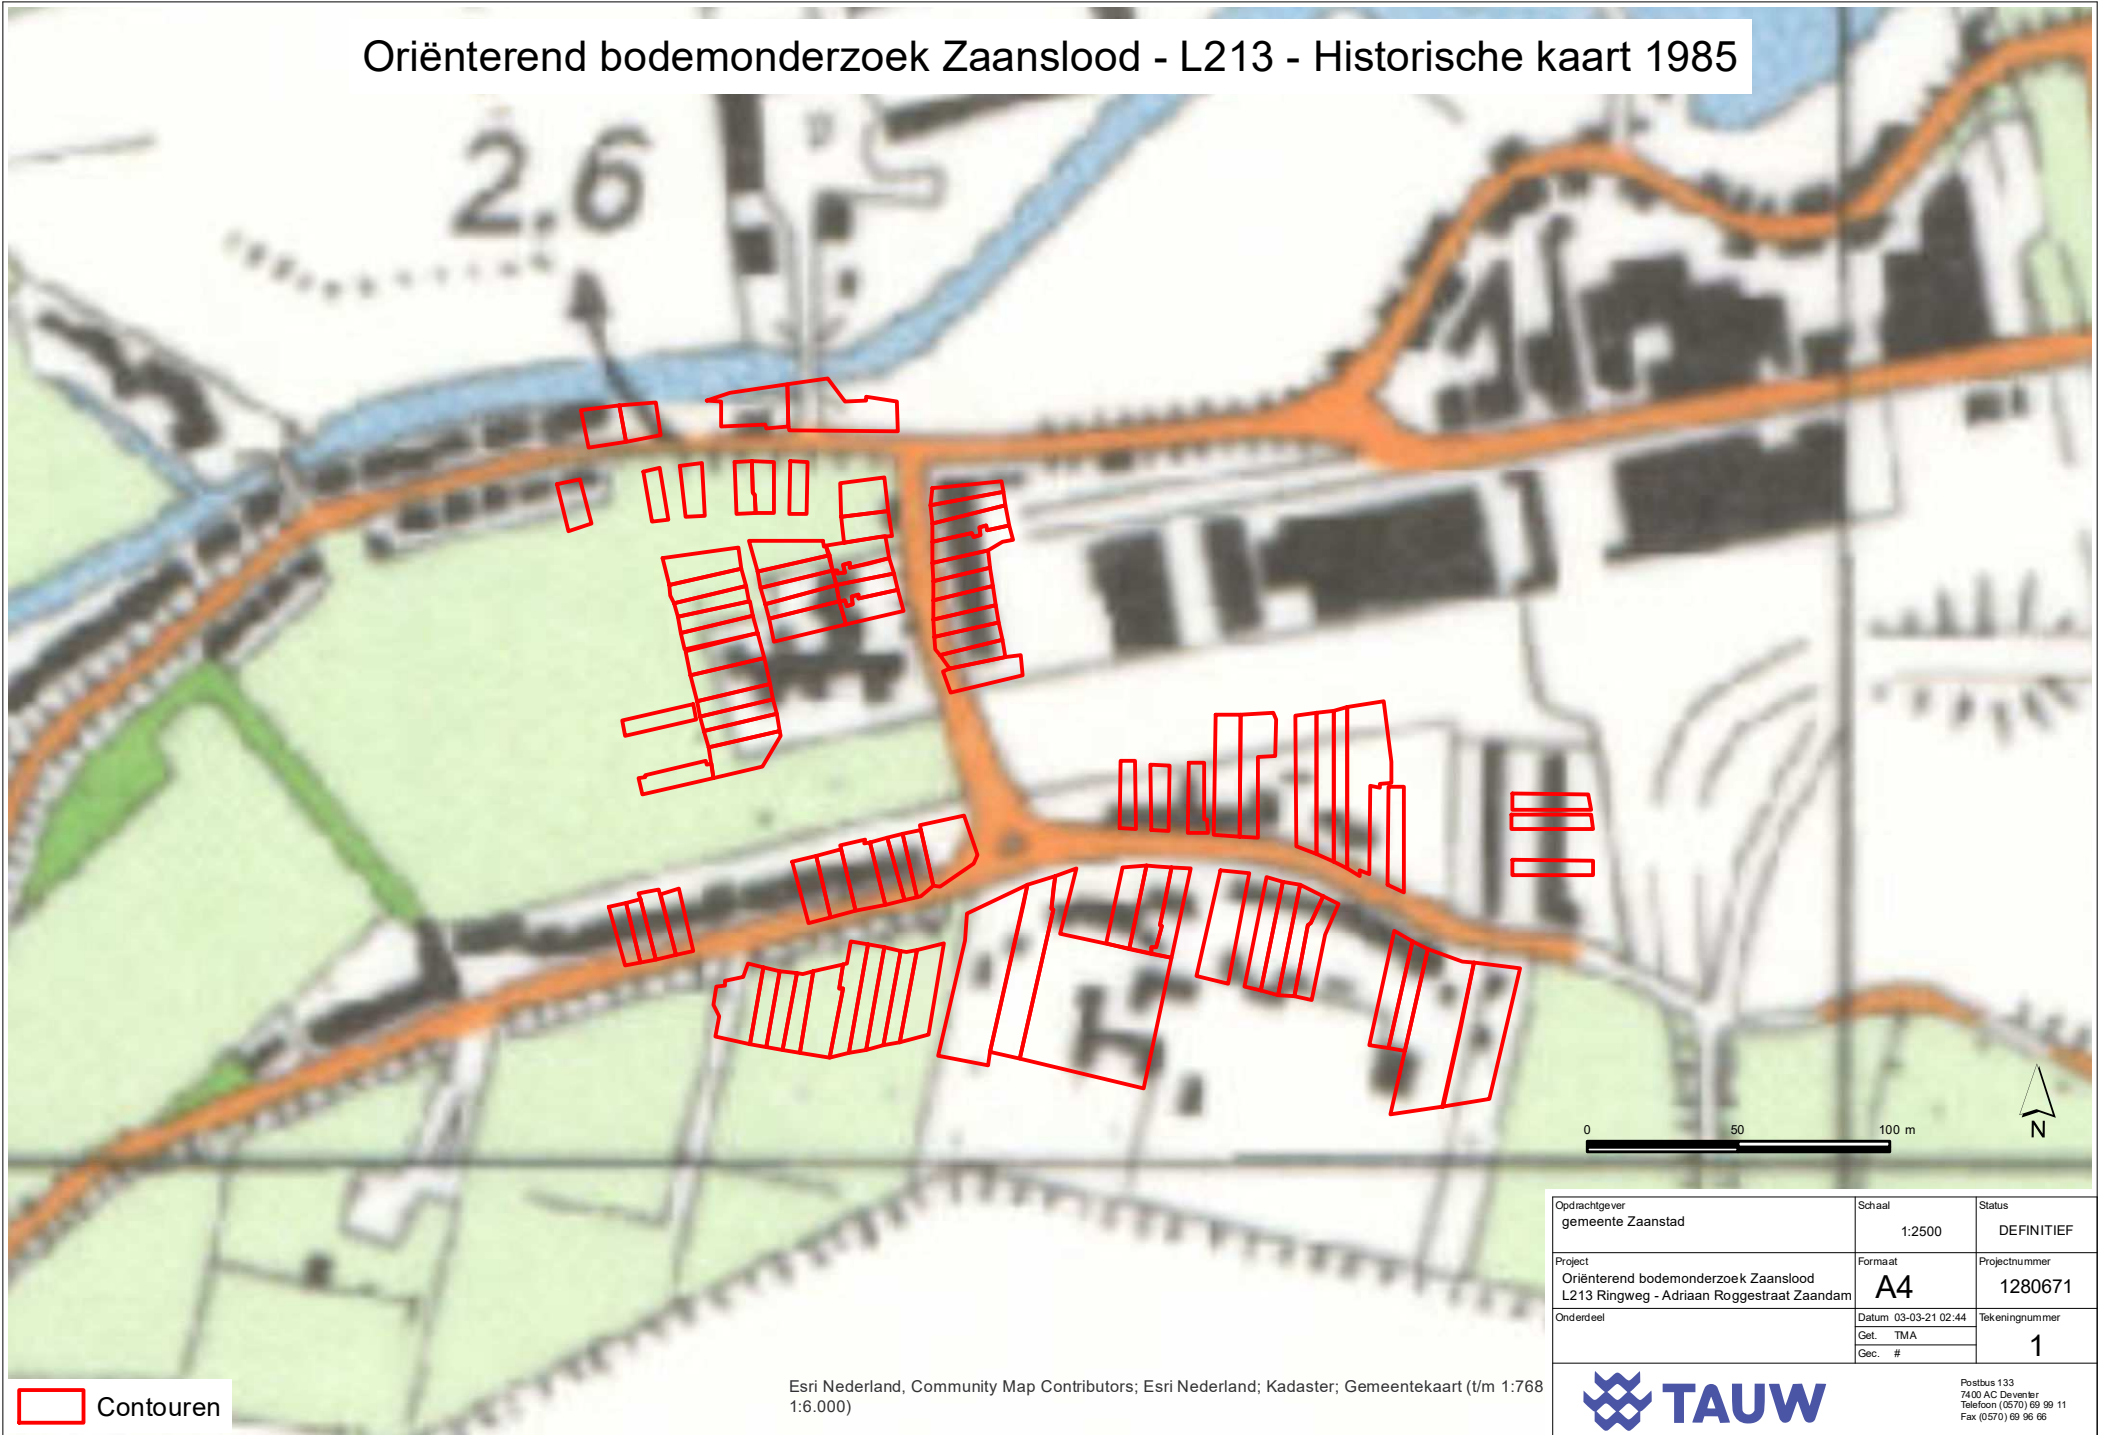 Oriënterend bodemonderzoek Zaanslood - L213 - Historische kaart 1985
2.6
0 50 100 m
N
Opdrachtgever
gemeente Zaanstad
Schaal
1:2500
Status
DEFINITIEF
Project
Oriënterend bodemonderzoek Zaanslood
L213 Ringweg - Adriaan Roggestraat Zaandam
Formaat
A4
Projectnummer
1280671
Onderdeel
Datum 03-03-21 02:44
Get. TMA
Gec. #
Tekeningnummer
1
Contouren
Esri Nederland, Community Map Contributors; Esri Nederland; Kadaster; Gemeentekaart (t/m 1:768
1:6.000)
TAUW
Postbus 133
7400 AC Deventer
Telefoon (0570) 69 99 11
Fax (0570) 69 96 66